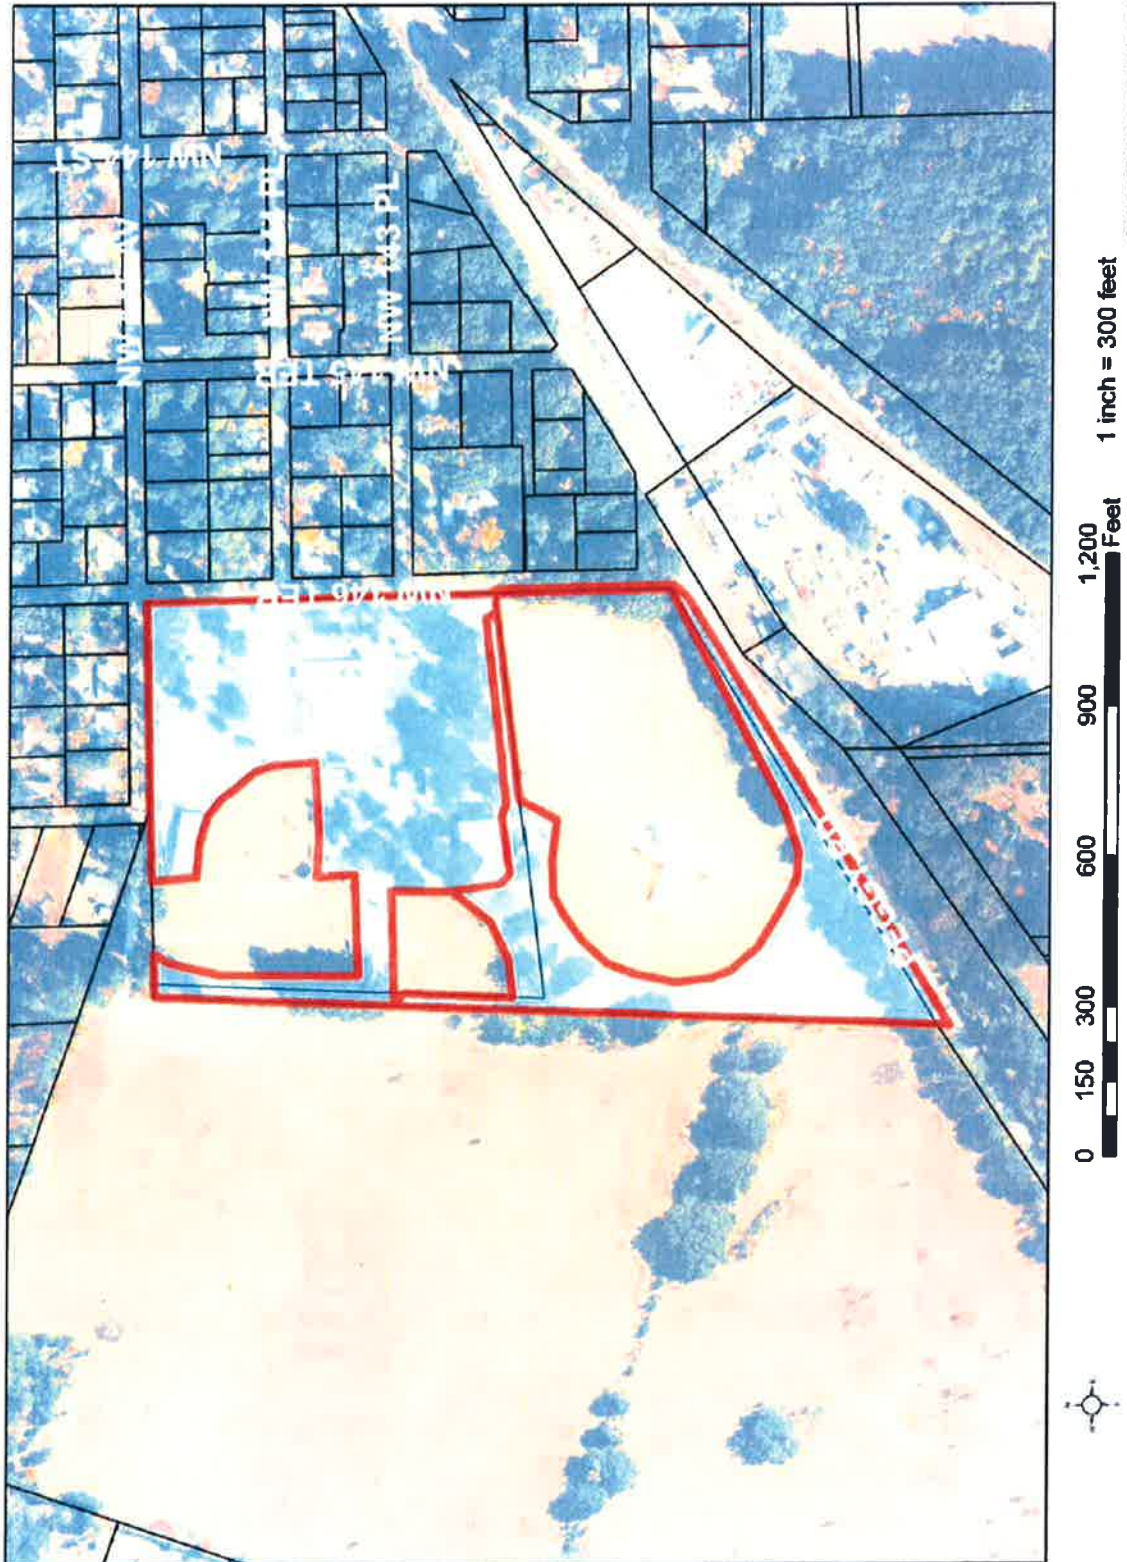 NW 144 ST
NW 143 PL
NW 145 TER
NW 146 TER
0 150 300 600 900 1,200
Feet
1 inch = 300 feet